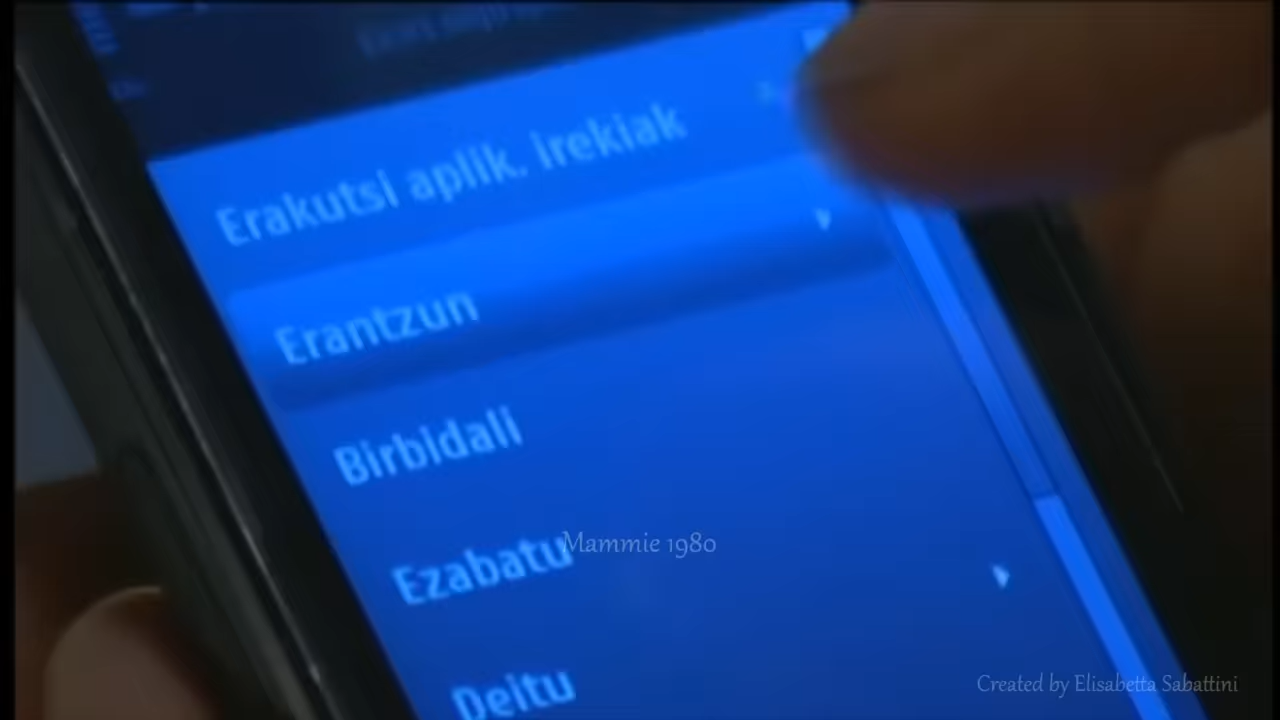 Erakutsi aplik. irekiak
Erantzun
Birbidali
Ezabatu
Mammie 1980
Deitu
Created by Elisabetta Sabattini